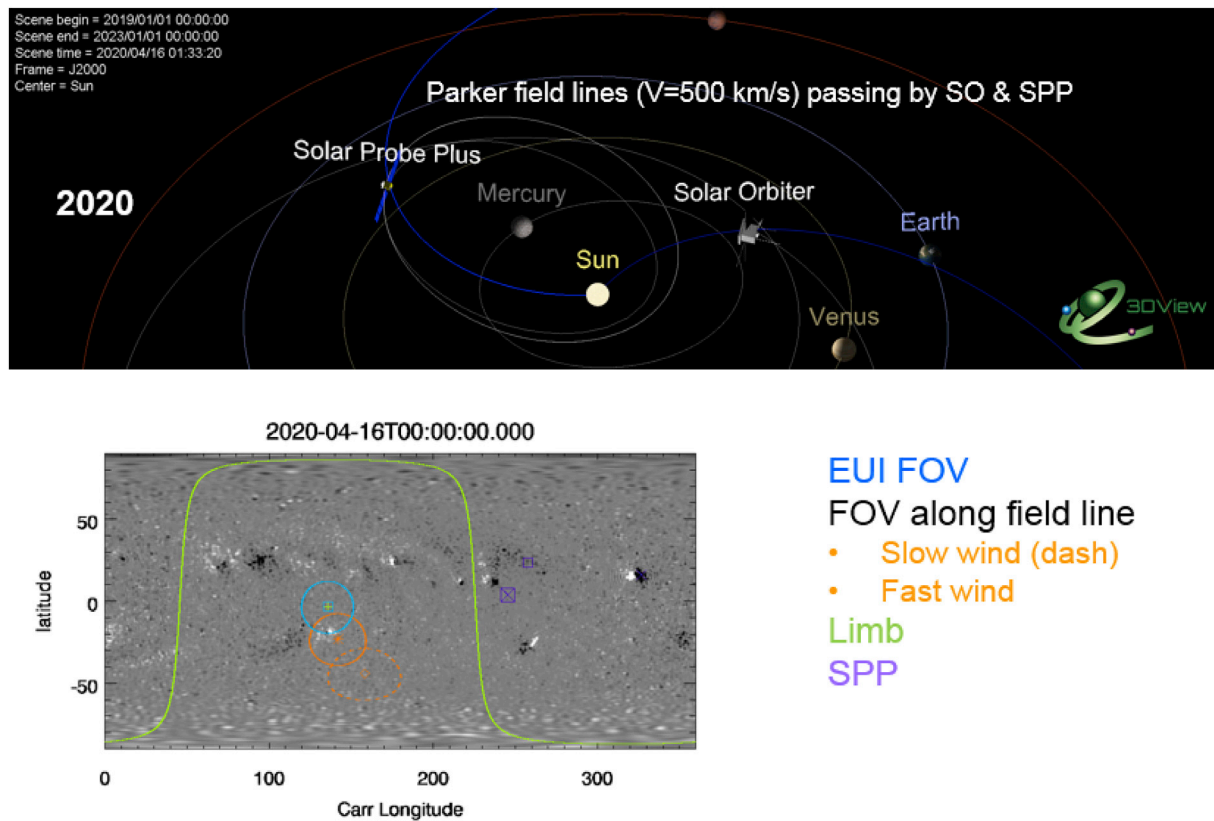 Scene begin = 2019/01/01 00:00:00
Scene end = 2023/01/01 00:00:00
Scene time = 2020/04/16 01:33:20
Frame = J2000
Center = Sun
Parker field lines (V=500 km/s) passing by SO & SPP
Solar Probe Plus
2020
Mercury
Solar Orbiter
Earth
Sun
Venus
3DView
2020-04-16T00:00:00.000
50
0
-50
latitude
0
100
200
300
Carr Longitude
EUI FOV
FOV along field line
• Slow wind (dash)
• Fast wind
Limb
SPP